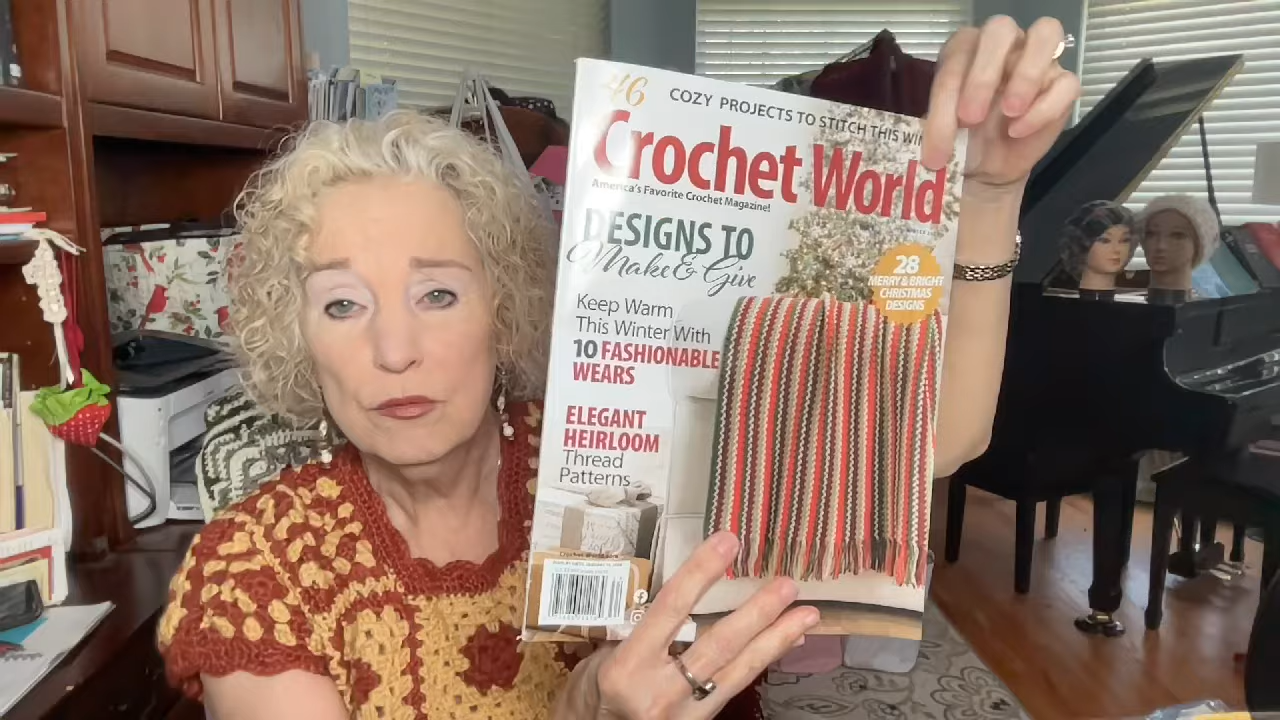 46 COZY PROJECTS TO STITCH THIS
Crochet World
America's Favorite Crochet Magazine!
DESIGNS TO
Make & Give
28
MERRY & BRIGHT
CHRISTMAS
DESIGNS
Keep Warm
This Winter With
10 FASHIONABLE
WEARS
ELEGANT
HEIRLOOM
Thread
Patterns